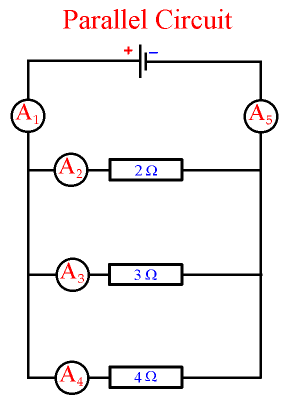 Parallel Circuit
+ −
A₁ A₅
A₂ 2 Ω
A₃ 3 Ω
A₄ 4 Ω